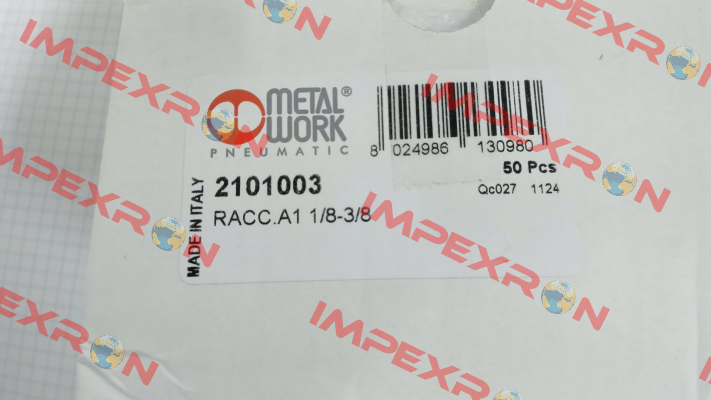 METAL®
WORK
PNEUMATIC
8 024986 130980
50 Pcs
2101003
Qc027 1124
RACC.A1 1/8-3/8
MADE IN ITALY
IMPEXRON
IMPEXRON
IMPEXRON
IMPEXRON
IMPEXRON
IMPEXRON
IMPEXRON